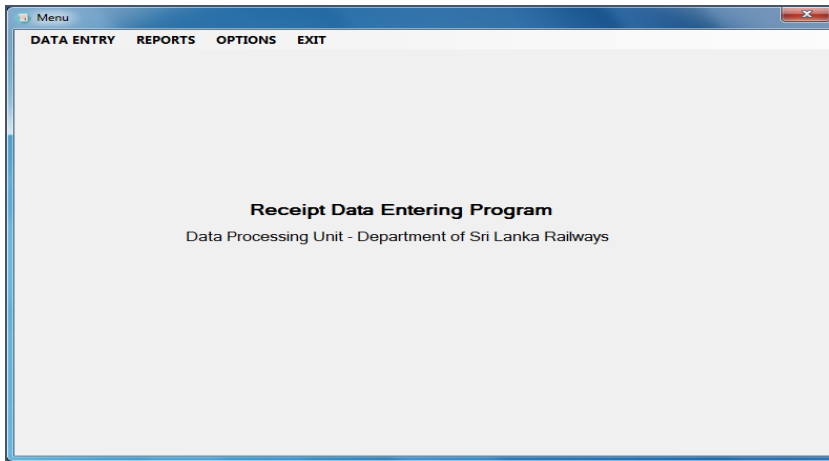 Menu
DATA ENTRY REPORTS OPTIONS EXIT
Receipt Data Entering Program
Data Processing Unit - Department of Sri Lanka Railways